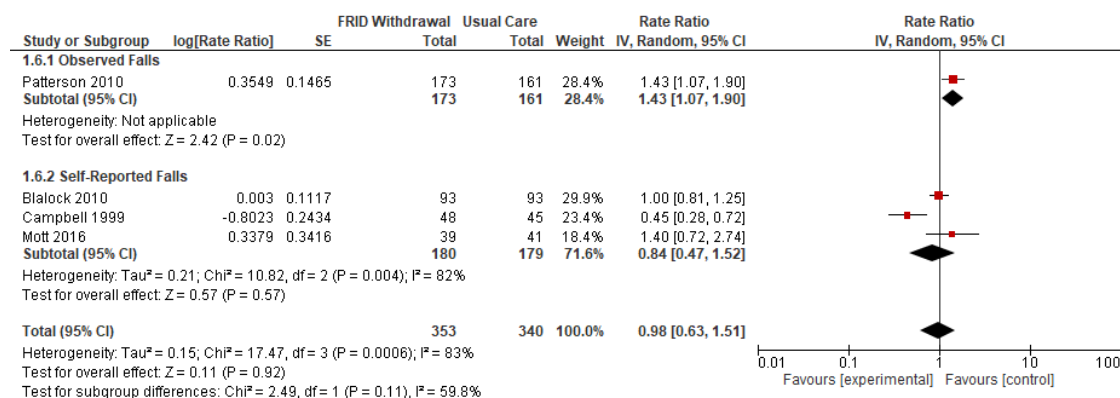 FRID Withdrawal Usual Care Rate Ratio Rate Ratio
Study or Subgroup log[Rate Ratio] SE Total Total Weight IV, Random, 95% CI IV, Random, 95% CI
1.6.1 Observed Falls
Patterson 2010 0.3549 0.1465 173 161 28.4% 1.43 [1.07, 1.90]
Subtotal (95% CI) 173 161 28.4% 1.43 [1.07, 1.90]
Heterogeneity: Not applicable
Test for overall effect: Z = 2.42 (P = 0.02)
1.6.2 Self-Reported Falls
Blalock 2010 0.003 0.1117 93 93 29.9% 1.00 [0.81, 1.25]
Campbell 1999 -0.8023 0.2434 48 45 23.4% 0.45 [0.28, 0.72]
Mott 2016 0.3379 0.3416 39 41 18.4% 1.40 [0.72, 2.74]
Subtotal (95% CI) 180 179 71.6% 0.84 [0.47, 1.52]
Heterogeneity: Tau² = 0.21; Chi² = 10.82, df = 2 (P = 0.004); I² = 82%
Test for overall effect: Z = 0.57 (P = 0.57)
Total (95% CI) 353 340 100.0% 0.98 [0.63, 1.51]
Heterogeneity: Tau² = 0.15; Chi² = 17.47, df = 3 (P = 0.0006); I² = 83%
Test for overall effect: Z = 0.11 (P = 0.92)
Test for subgroup differences: Chi² = 2.49, df = 1 (P = 0.11), I² = 59.8%
0.01 0.1 1 10 100
Favours [experimental] Favours [control]